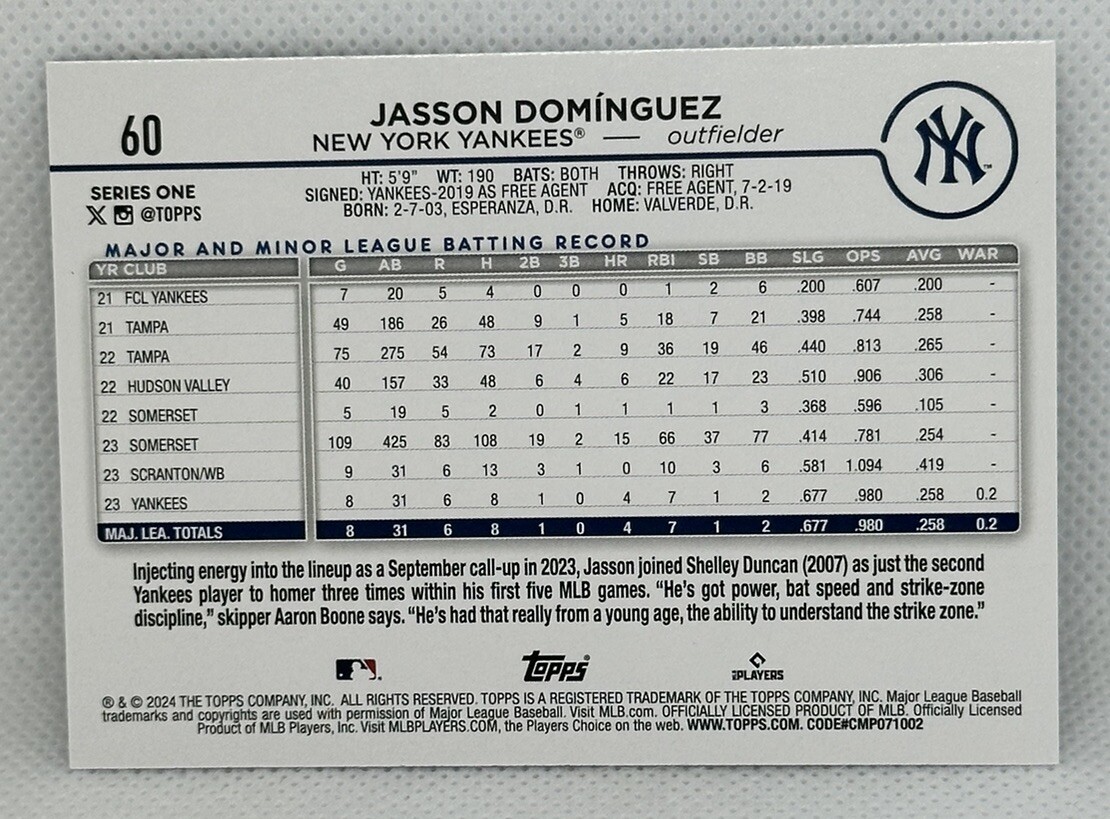 60
JASSON DOMÍNGUEZ
NEW YORK YANKEES® — outfielder
NY™
SERIES ONE
@TOPPS
HT: 5'9" WT: 190 BATS: BOTH THROWS: RIGHT
SIGNED: YANKEES-2019 AS FREE AGENT ACQ: FREE AGENT, 7-2-19
BORN: 2-7-03, ESPERANZA, D.R. HOME: VALVERDE, D.R.
MAJOR AND MINOR LEAGUE BATTING RECORD
YR CLUB G AB R H 2B 3B HR RBI SB BB SLG OPS AVG WAR
21 FCL YANKEES 7 20 5 4 0 0 0 1 2 6 .200 .607 .200 -
21 TAMPA 49 186 26 48 9 1 5 18 7 21 .398 .744 .258 -
22 TAMPA 75 275 54 73 17 2 9 36 19 46 .440 .813 .265 -
22 HUDSON VALLEY 40 157 33 48 6 4 6 22 17 23 .510 .906 .306 -
22 SOMERSET 5 19 5 2 0 1 1 1 1 3 .368 .596 .105 -
23 SOMERSET 109 425 83 108 19 2 15 66 37 77 .414 .781 .254 -
23 SCRANTON/WB 9 31 6 13 3 1 0 10 3 6 .581 1.094 .419 -
23 YANKEES 8 31 6 8 1 0 4 7 1 2 .677 .980 .258 0.2
MAJ. LEA. TOTALS 8 31 6 8 1 0 4 7 1 2 .677 .980 .258 0.2
Injecting energy into the lineup as a September call-up in 2023, Jasson joined Shelley Duncan (2007) as just the second
Yankees player to homer three times within his first five MLB games. “He’s got power, bat speed and strike-zone
discipline,” skipper Aaron Boone says. “He’s had that really from a young age, the ability to understand the strike zone.”
topps
PLAYERS
® & © 2024 THE TOPPS COMPANY, INC. ALL RIGHTS RESERVED. TOPPS IS A REGISTERED TRADEMARK OF THE TOPPS COMPANY, INC. Major League Baseball
trademarks and copyrights are used with permission of Major League Baseball. Visit MLB.com. OFFICIALLY LICENSED PRODUCT OF MLB. Officially Licensed
Product of MLB Players, Inc. Visit MLBPLAYERS.COM, the Players Choice on the web. WWW.TOPPS.COM. CODE#CMP071002